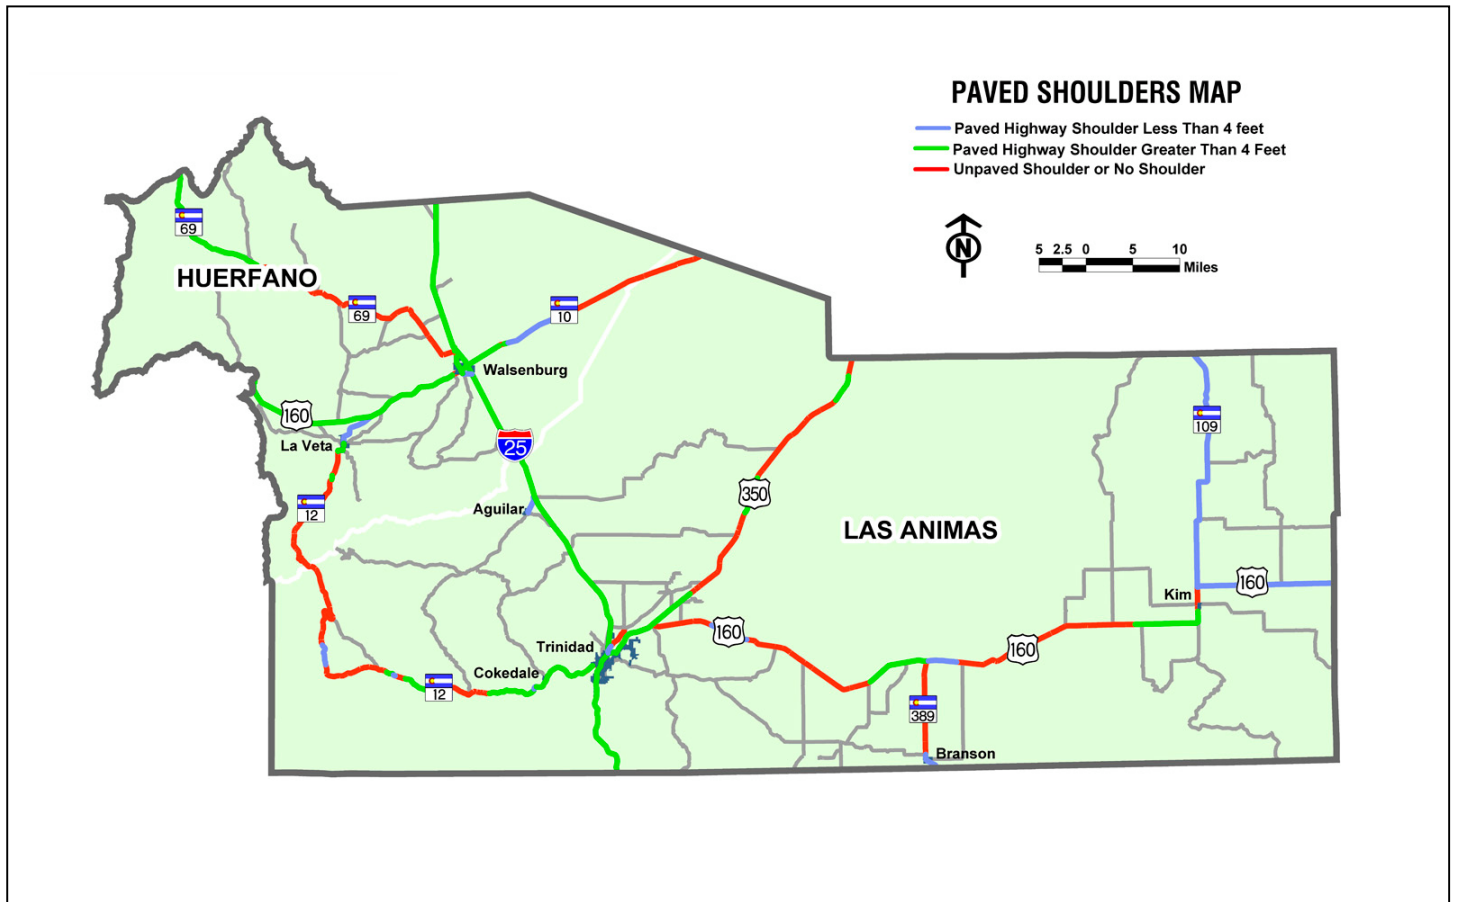 PAVED SHOULDERS MAP
Paved Highway Shoulder Less Than 4 feet
Paved Highway Shoulder Greater Than 4 Feet
Unpaved Shoulder or No Shoulder
N
5 2.5 0 5 10
Miles
69
HUERFANO
69
10
Walsenburg
160
La Veta
25
12
Aguilar
350
LAS ANIMAS
109
160
Kim
160
160
Trinidad
Cokedale
12
389
Branson